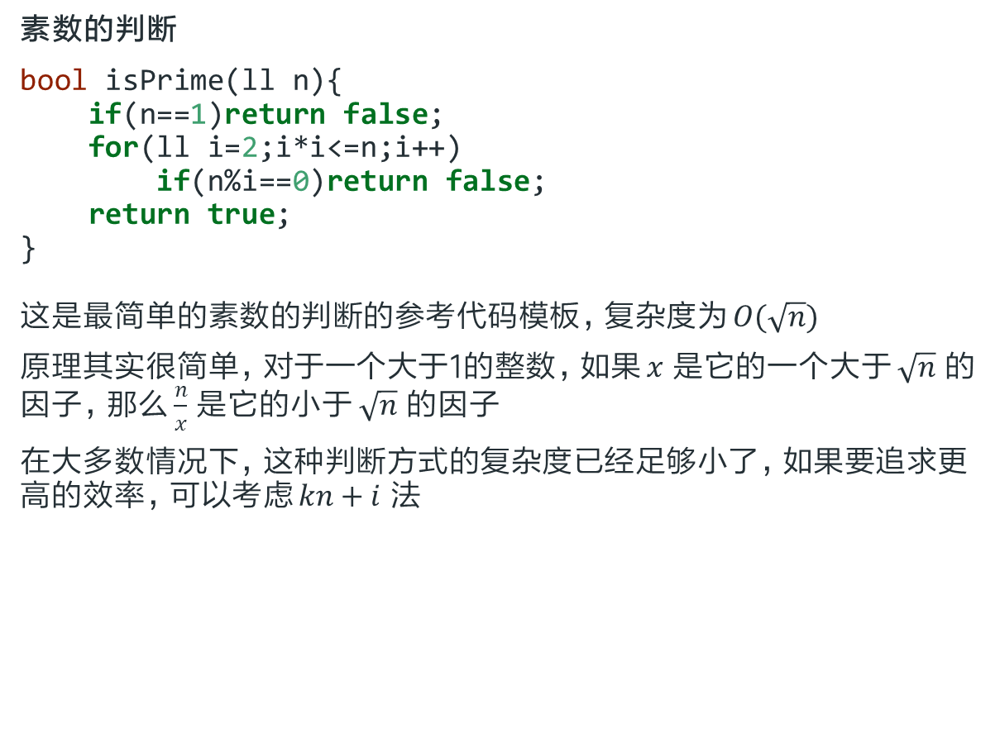 素数的判断
bool isPrime(ll n){
    if(n==1)return false;
    for(ll i=2;i*i<=n;i++)
        if(n%i==0)return false;
    return true;
}
这是最简单的素数的判断的参考代码模板，复杂度为 O(√n)
原理其实很简单，对于一个大于1的整数，如果 x 是它的一个大于 √n 的
因子，那么 n/x 是它的小于 √n 的因子
在大多数情况下，这种判断方式的复杂度已经足够小了，如果要追求更
高的效率，可以考虑 kn + i 法